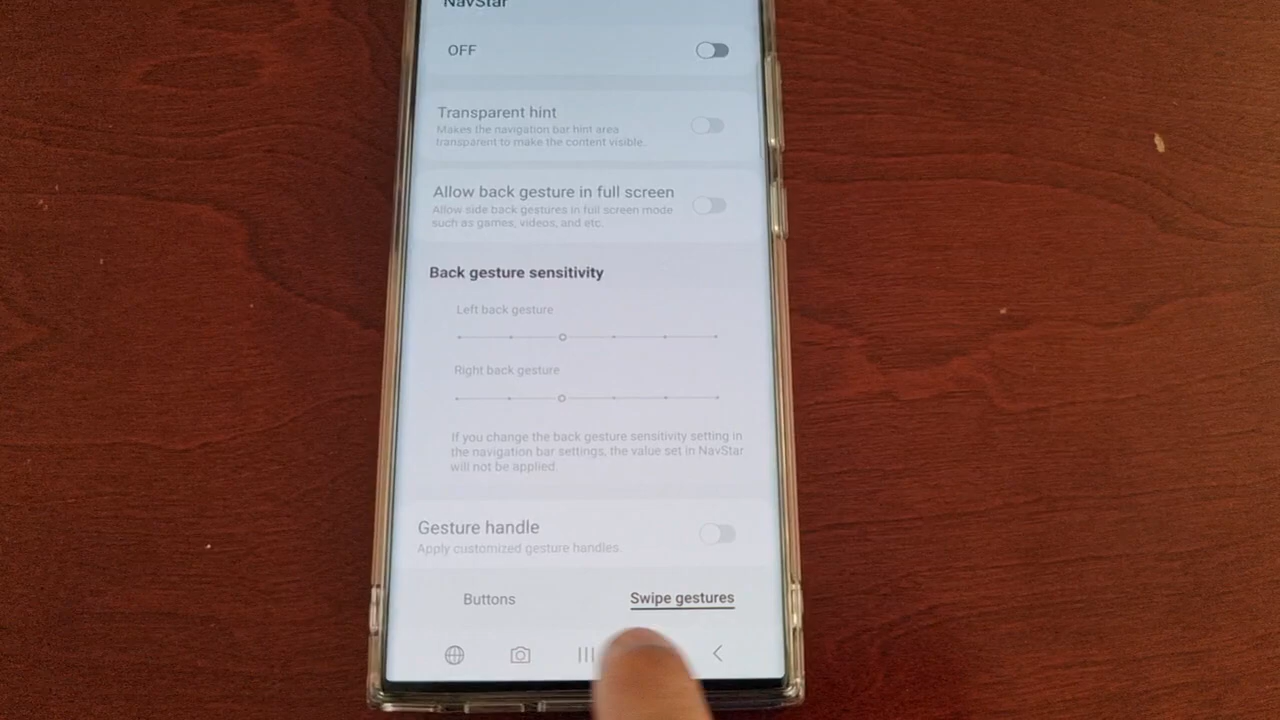 NavStar
OFF
Transparent hint
Makes the navigation bar hint area
transparent to make the content visible.
Allow back gesture in full screen
Allow side back gestures in full screen mode
such as games, videos, and etc.
Back gesture sensitivity
Left back gesture
Right back gesture
If you change the back gesture sensitivity setting in
the navigation bar settings, the value set in NavStar
will not be applied.
Gesture handle
Apply customized gesture handles.
Buttons
Swipe gestures